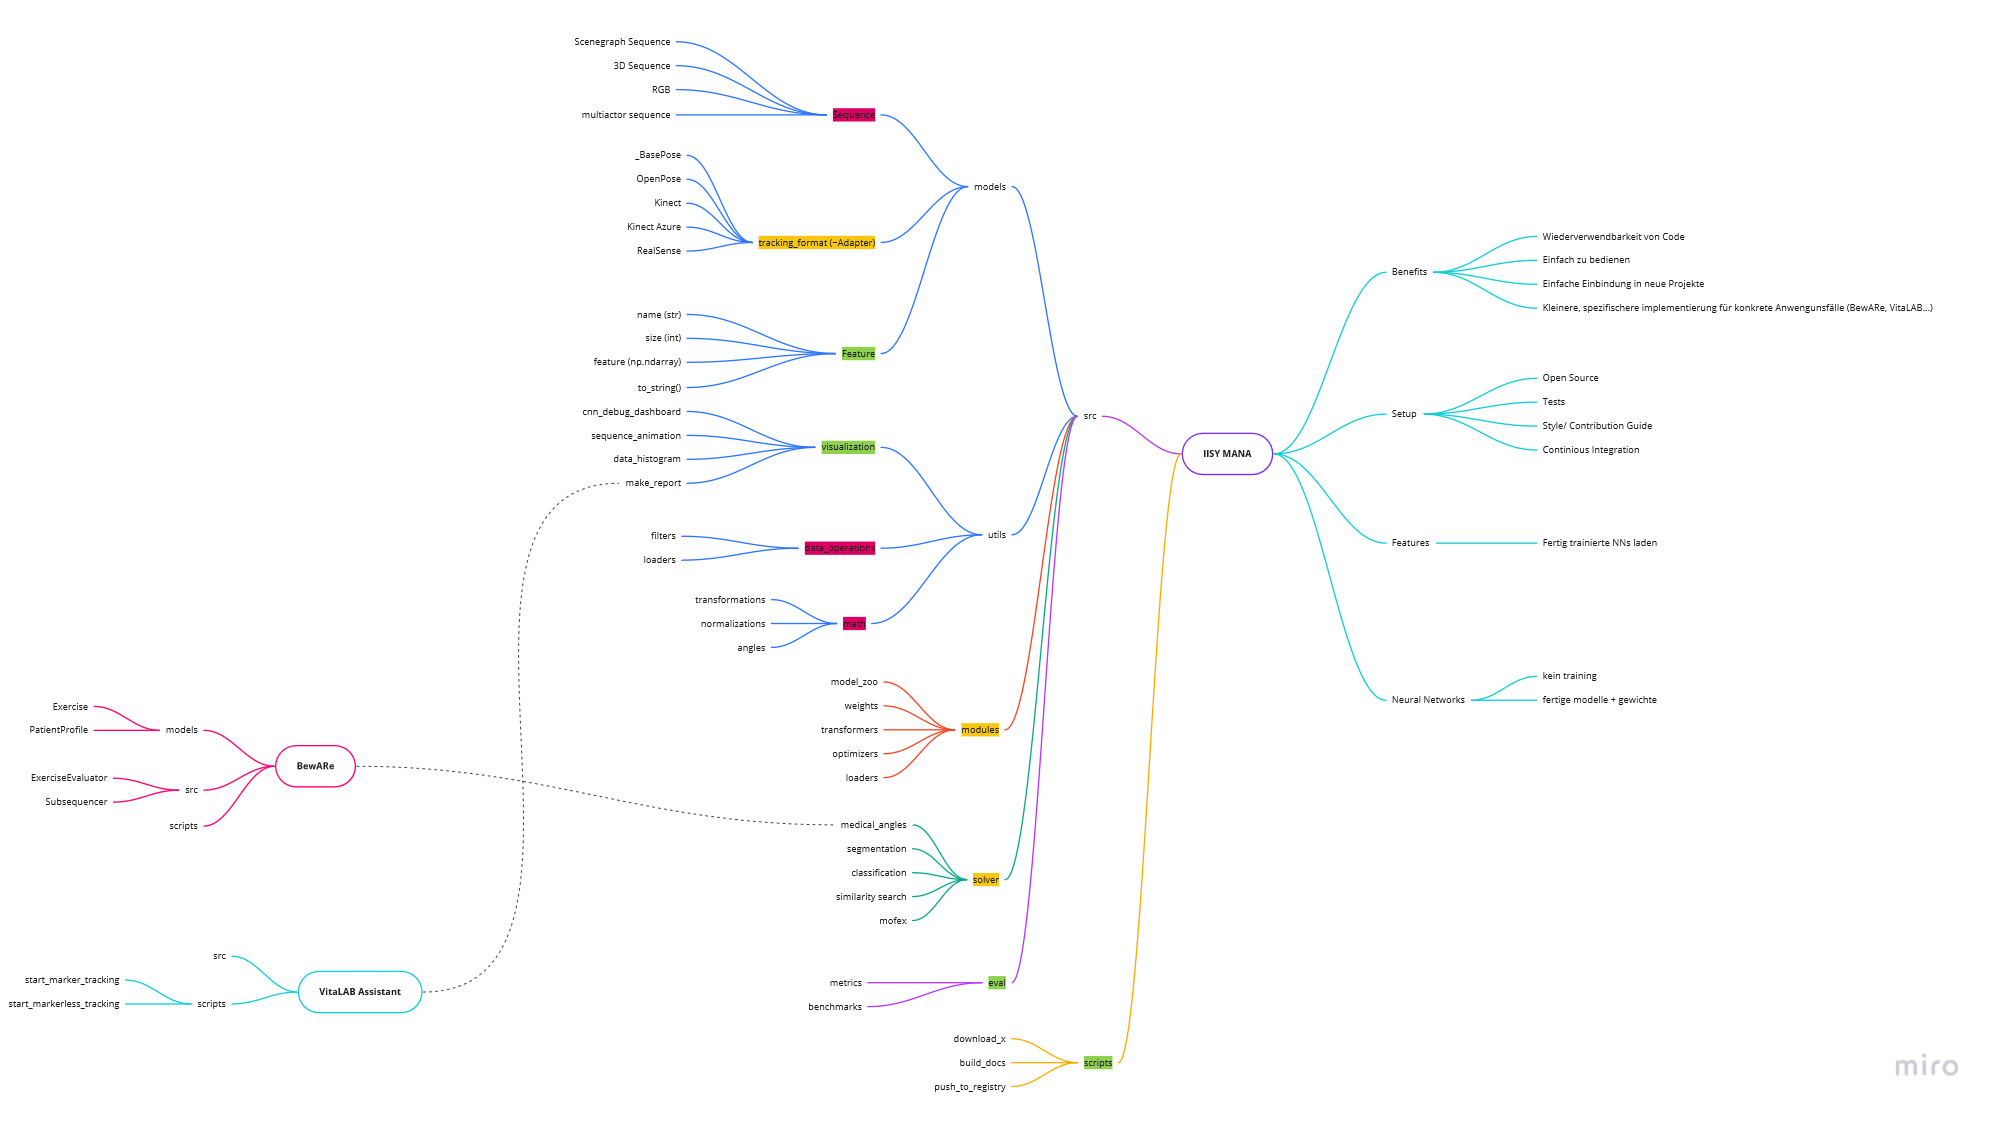 Scenegraph Sequence
3D Sequence
RGB
multiactor sequence
Sequence
_BasePose
OpenPose
Kinect
Kinect Azure
RealSense
tracking_format (~Adapter)
name (str)
size (int)
feature (np.ndarray)
to_string()
Feature
models
cnn_debug_dashboard
sequence_animation
data_histogram
make_report
visualization
filters
loaders
data_operations
transformations
normalizations
angles
math
utils
model_zoo
weights
transformers
optimizers
loaders
modules
medical_angles
segmentation
classification
similarity search
mofex
solver
metrics
benchmarks
eval
src
download_x
build_docs
push_to_registry
scripts
IISY MANA
Benefits
Wiederverwendbarkeit von Code
Einfach zu bedienen
Einfache Einbindung in neue Projekte
Kleinere, spezifischere implementierung für konkrete Anwengunsfälle (BewARe, VitaLAB...)
Setup
Open Source
Tests
Style/ Contribution Guide
Continious Integration
Features
Fertig trainierte NNs laden
Neural Networks
kein training
fertige modelle + gewichte
Exercise
PatientProfile
models
ExerciseEvaluator
Subsequencer
src
scripts
BewARe
src
start_marker_tracking
start_markerless_tracking
scripts
VitaLAB Assistant
miro